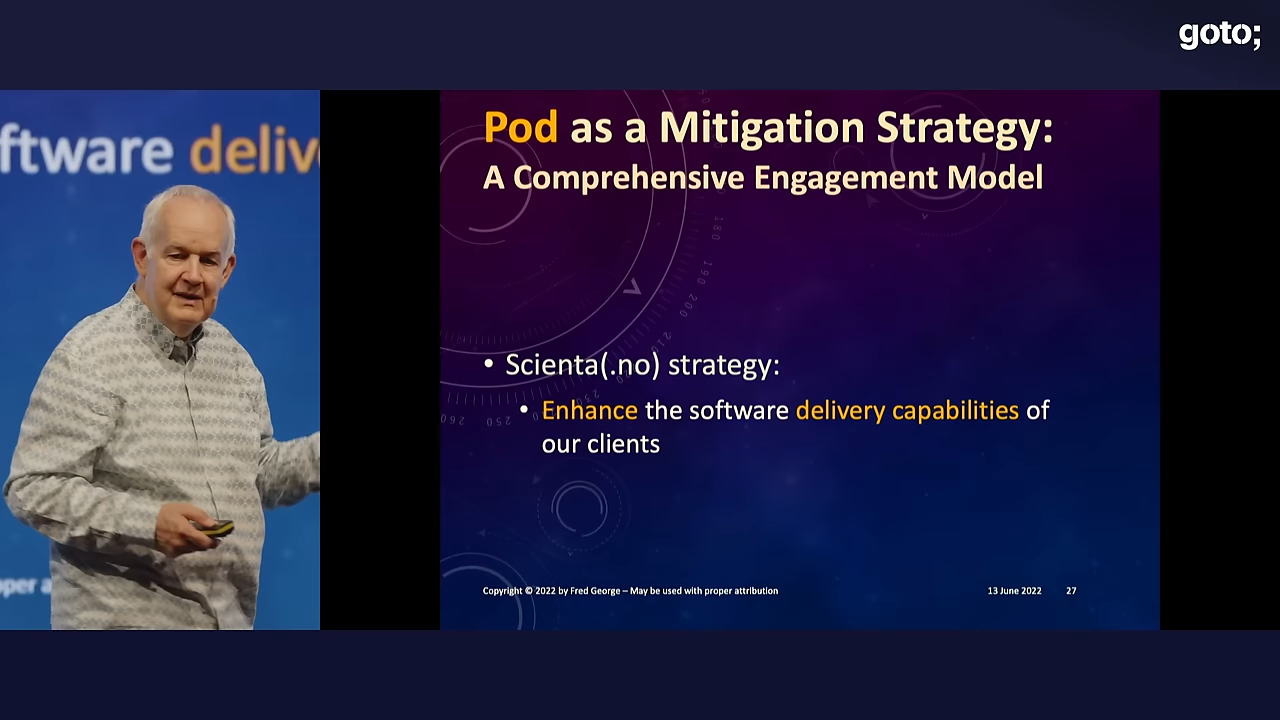 goto;
ftware deliv
Pod as a Mitigation Strategy:
A Comprehensive Engagement Model
• Scienta(.no) strategy:
• Enhance the software delivery capabilities of
our clients
Copyright © 2022 by Fred George – May be used with proper attribution
13 June 2022
27
oper a